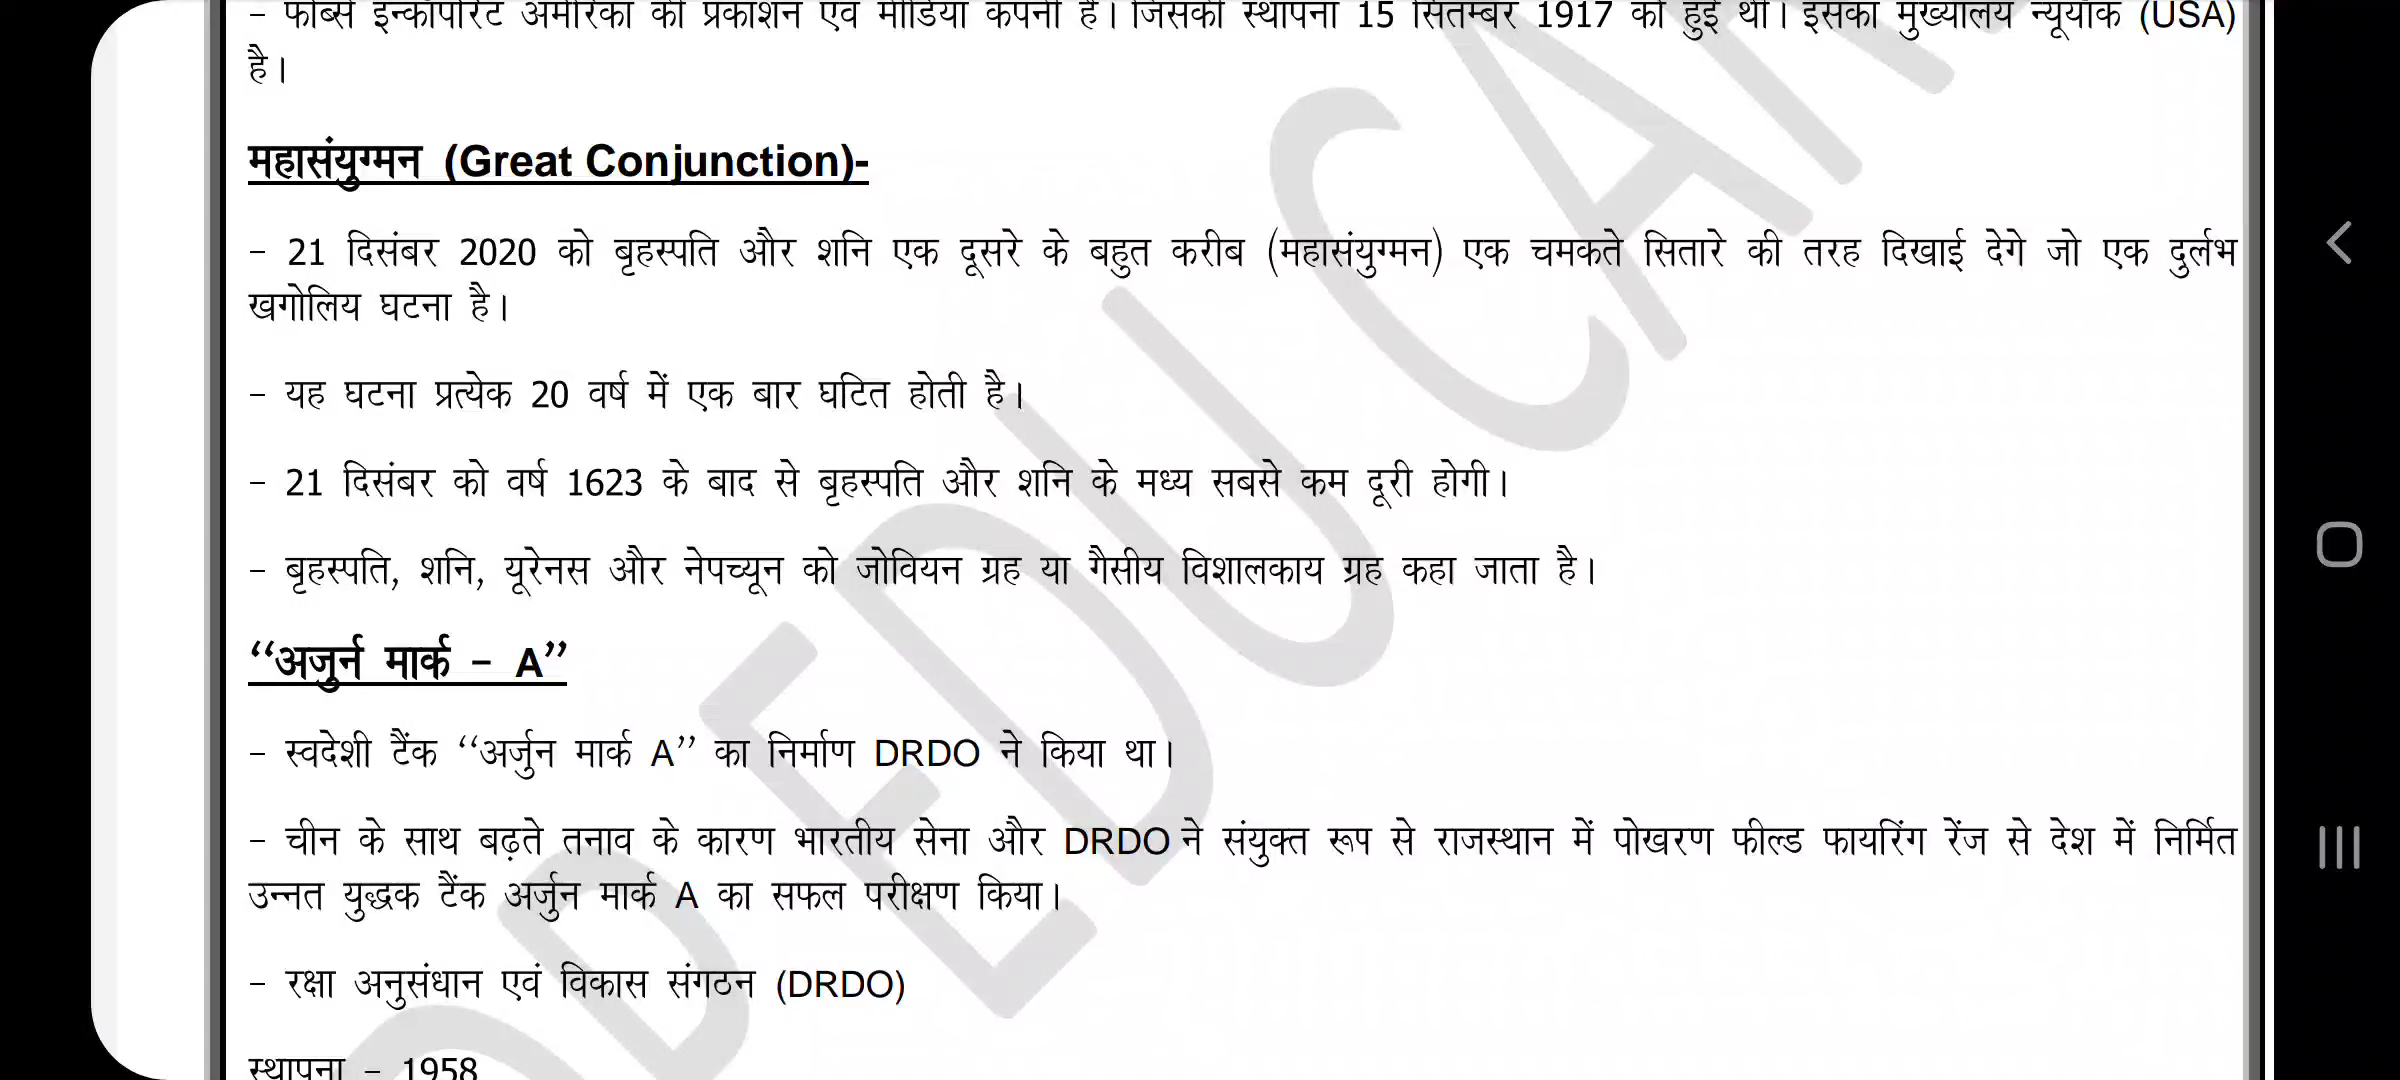 – फोर्ब्स इन्कॉर्पोरेट अमेरिका की प्रकाशन एवं मीडिया कंपनी है। जिसकी स्थापना 15 सितम्बर 1917 को हुई थी। इसका मुख्यालय न्यूयॉर्क (USA)
है।
महासंयुग्मन (Great Conjunction)-
– 21 दिसंबर 2020 को बृहस्पति और शनि एक दूसरे के बहुत करीब (महासंयुग्मन) एक चमकते सितारे की तरह दिखाई देगे जो एक दुर्लभ
खगोलिय घटना है।
– यह घटना प्रत्येक 20 वर्ष में एक बार घटित होती है।
– 21 दिसंबर को वर्ष 1623 के बाद से बृहस्पति और शनि के मध्य सबसे कम दूरी होगी।
– बृहस्पति, शनि, यूरेनस और नेपच्यून को जोवियन ग्रह या गैसीय विशालकाय ग्रह कहा जाता है।
‘‘अजुर्न मार्क – A’’
– स्वदेशी टैंक ‘‘अर्जुन मार्क A’’ का निर्माण DRDO ने किया था।
– चीन के साथ बढ़ते तनाव के कारण भारतीय सेना और DRDO ने संयुक्त रूप से राजस्थान में पोखरण फील्ड फायरिंग रेंज से देश में निर्मित
उन्नत युद्धक टैंक अर्जुन मार्क A का सफल परीक्षण किया।
– रक्षा अनुसंधान एवं विकास संगठन (DRDO)
स्थापना – 1958